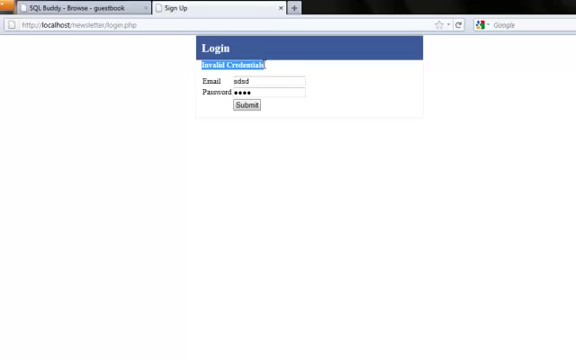 SQL Buddy - Browse - guestbook
Sign Up
http://localhost/newsletter/login.php
Google
Login
Invalid Credentials
Email sdsd
Password ••••
Submit